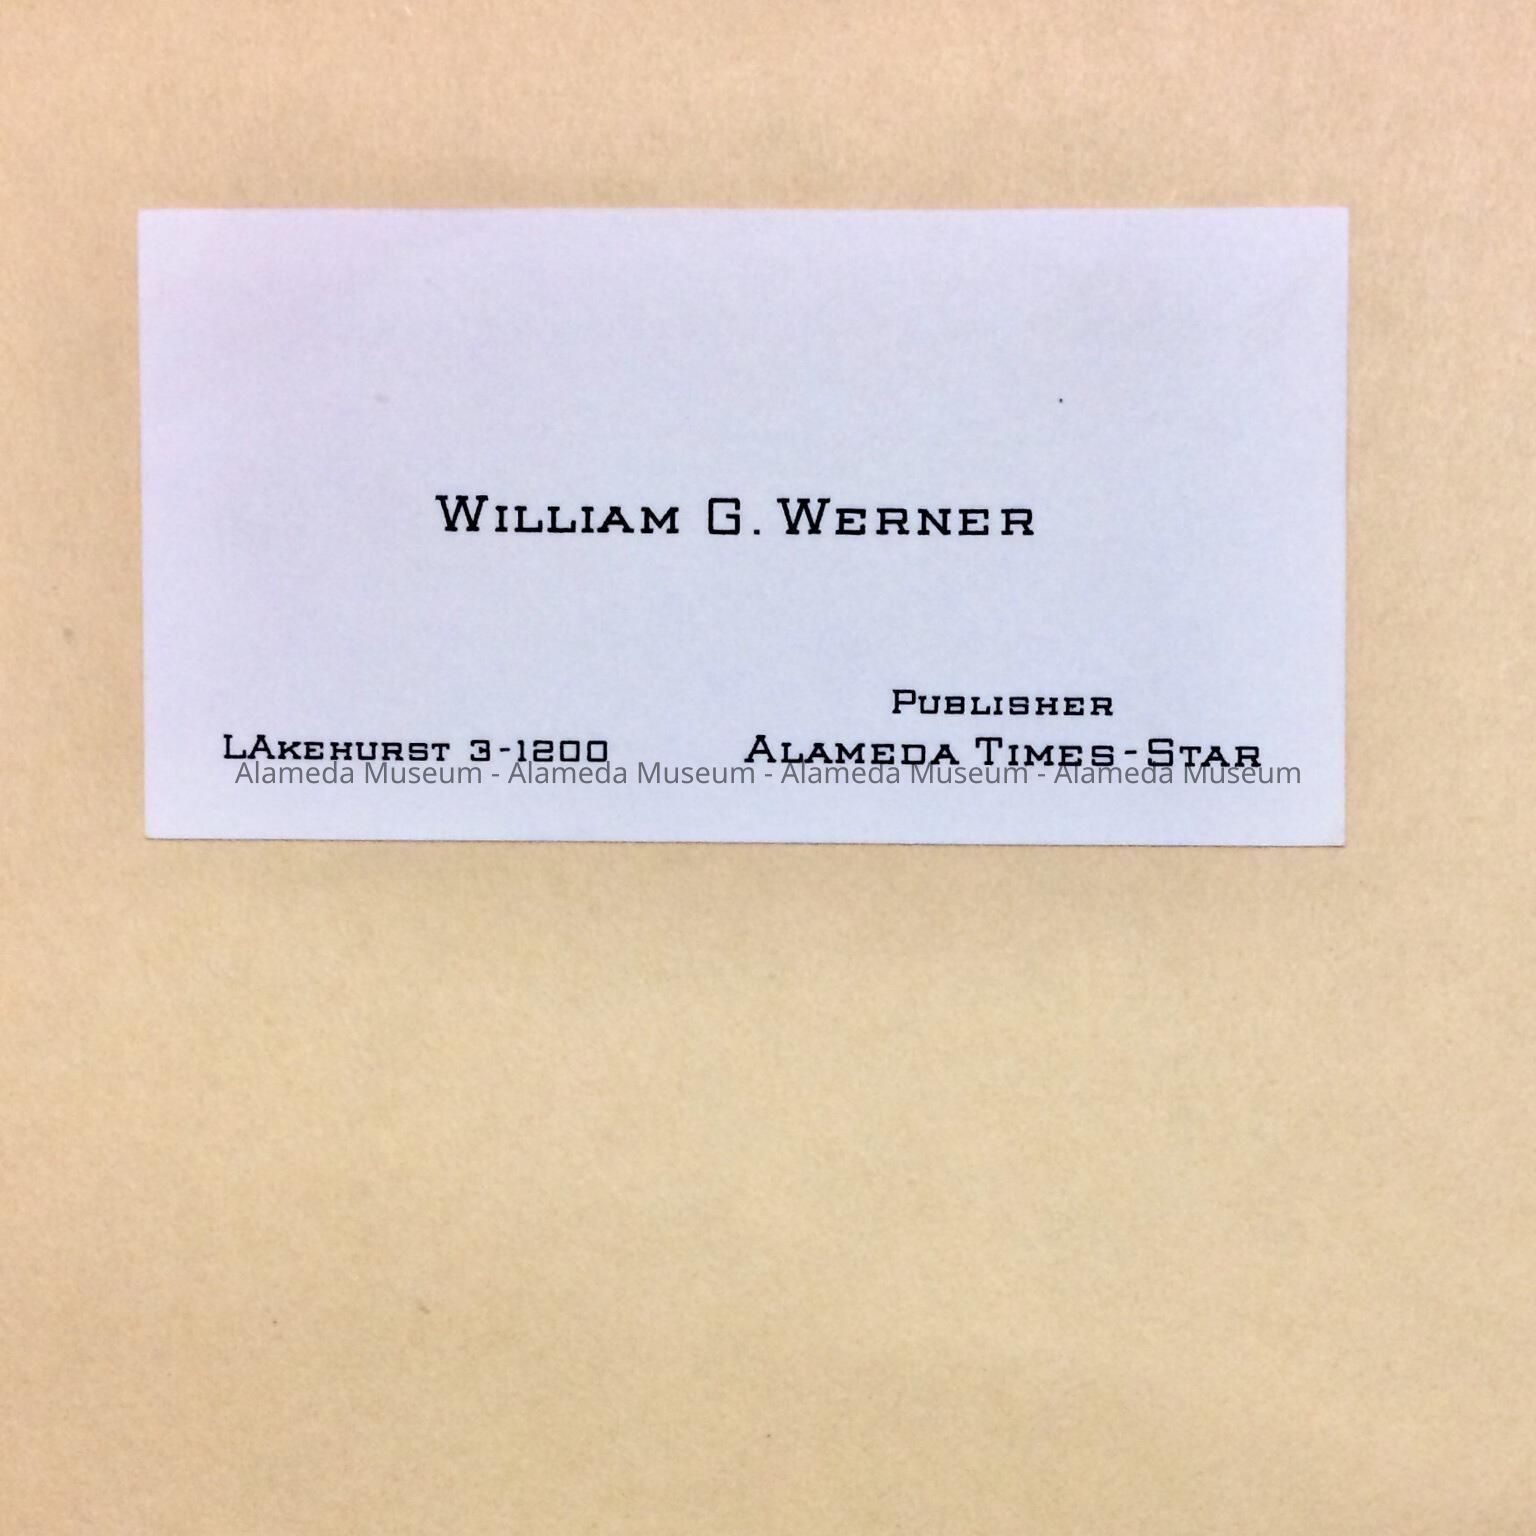 William G. Werner
Publisher
LAkehurst 3-1200 Alameda Times-Star
Alameda Museum - Alameda Museum - Alameda Museum - Alameda Museum